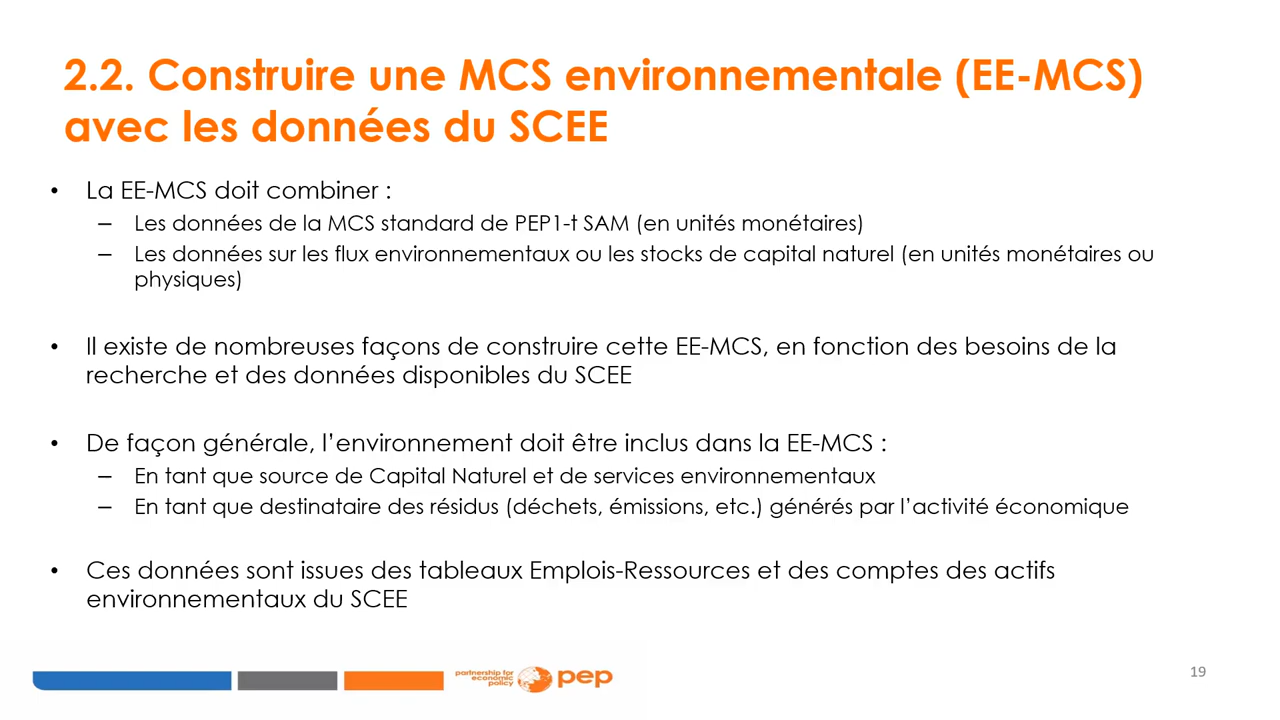 2.2. Construire une MCS environnementale (EE-MCS)
avec les données du SCEE
• La EE-MCS doit combiner :
– Les données de la MCS standard de PEP1-t SAM (en unités monétaires)
– Les données sur les flux environnementaux ou les stocks de capital naturel (en unités monétaires ou
physiques)
• Il existe de nombreuses façons de construire cette EE-MCS, en fonction des besoins de la
recherche et des données disponibles du SCEE
• De façon générale, l’environnement doit être inclus dans la EE-MCS :
– En tant que source de Capital Naturel et de services environnementaux
– En tant que destinataire des résidus (déchets, émissions, etc.) générés par l’activité économique
• Ces données sont issues des tableaux Emplois-Ressources et des comptes des actifs
environnementaux du SCEE
partnership for
economic
policy
pep
19